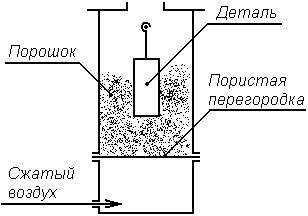 Деталь
Порошок
Пористая
перегородка
Сжатый
воздух